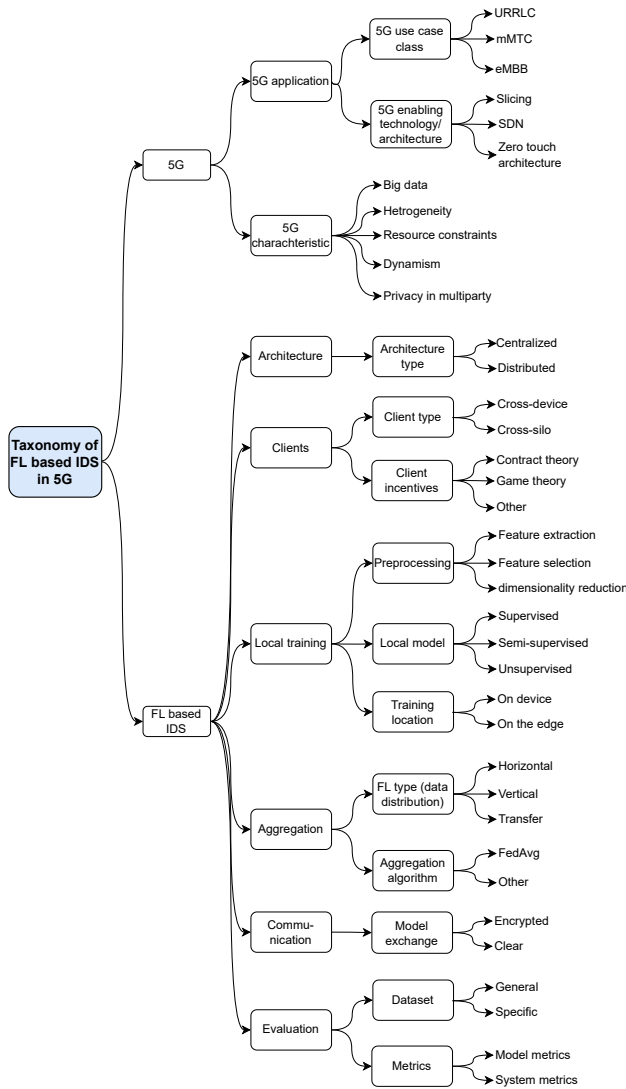 URRLC
5G use case
class
mMTC
eMBB
5G application
Slicing
5G enabling
technology/
architecture
SDN
Zero touch
architecture
5G
Big data
Hetrogeneity
5G
charachteristic
Resource constraints
Dynamism
Privacy in multiparty
Architecture
Architecture
type
Centralized
Distributed
Taxonomy of
FL based IDS
in 5G
Clients
Client type
Cross-device
Cross-silo
Client
incentives
Contract theory
Game theory
Other
Preprocessing
Feature extraction
Feature selection
dimensionality reduction
Local training
Local model
Supervised
Semi-supervised
Unsupervised
Training
location
On device
On the edge
FL based
IDS
Aggregation
FL type (data
distribution)
Horizontal
Vertical
Transfer
Aggregation
algorithm
FedAvg
Other
Commu-
nication
Model
exchange
Encrypted
Clear
Evaluation
Dataset
General
Specific
Metrics
Model metrics
System metrics